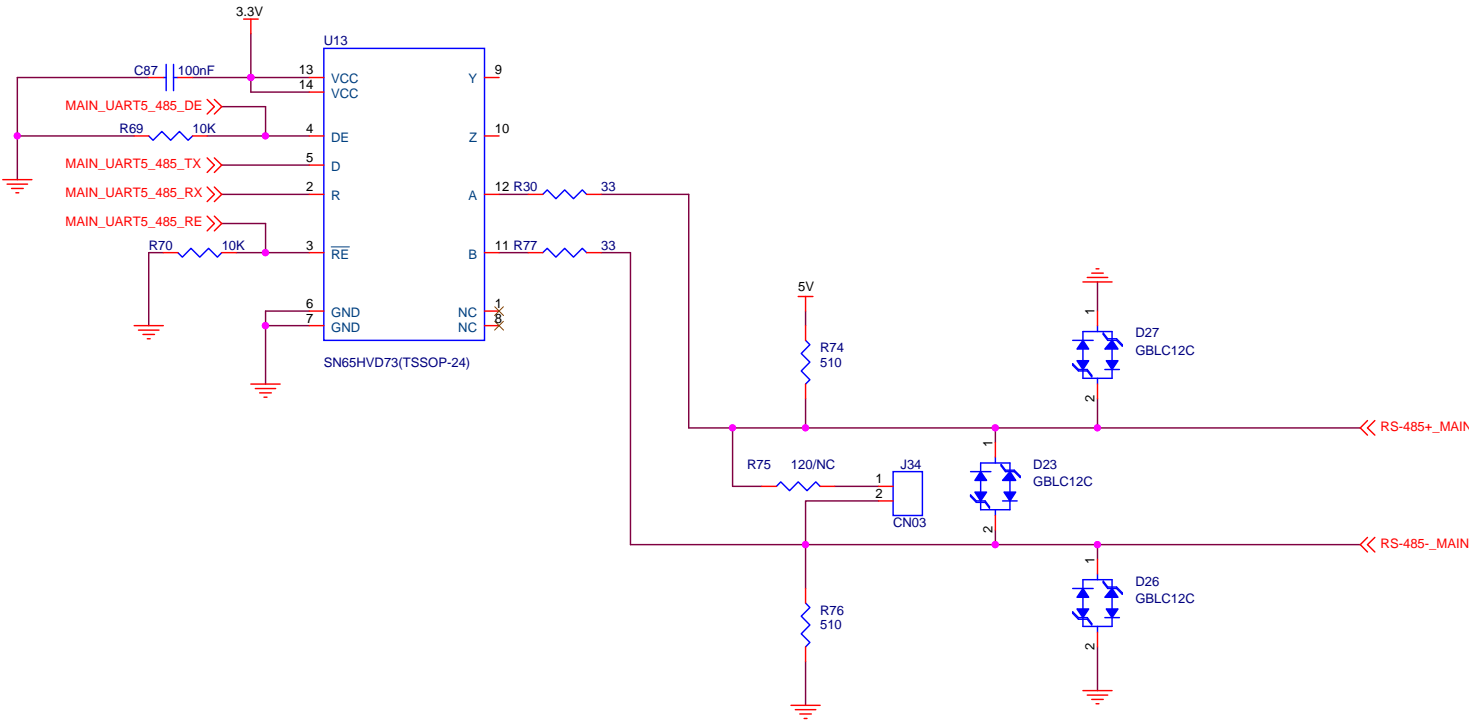 3.3V
U13
C87 100nF
13 VCC
14 VCC
Y 9
MAIN_UART5_485_DE
R69 10K
4 DE
Z 10
MAIN_UART5_485_TX
5 D
MAIN_UART5_485_RX
2 R
A 12 R30 33
MAIN_UART5_485_RE
R70 10K
3 RE
B 11 R77 33
6 GND
7 GND
NC 1
NC 8
SN65HVD73(TSSOP-24)
5V
R74
510
1
D27
GBLC12C
2
RS-485+_MAIN
R75 120/NC
J34
1
2
CN03
1
D23
GBLC12C
2
RS-485-_MAIN
1
D26
GBLC12C
2
R76
510